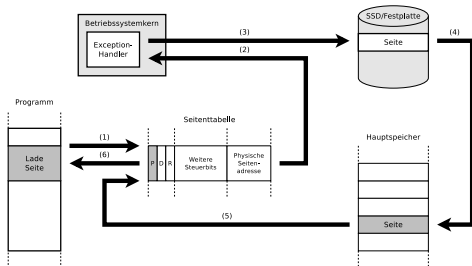 Betriebssystemkern
Exception-
Handler
(3)
(2)
SSD/Festplatte
Seite
(4)
Programm
Lade
Seite
(1)
(6)
Seitenttabelle
P D R
Weitere
Steuerbits
Physische
Seiten-
adresse
(5)
Hauptspeicher
Seite